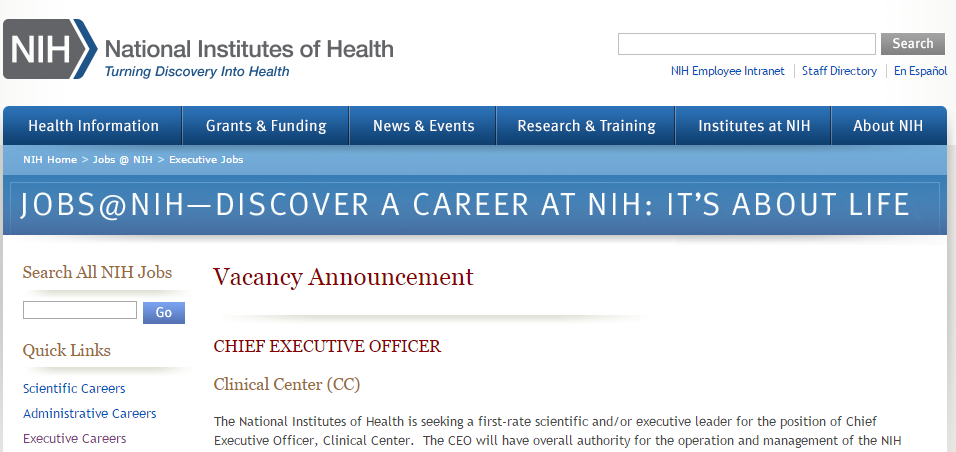 NIH National Institutes of Health
Turning Discovery Into Health
Search
NIH Employee Intranet Staff Directory En Español
Health Information Grants & Funding News & Events Research & Training Institutes at NIH About NIH
NIH Home > Jobs @ NIH > Executive Jobs
JOBS@NIH—DISCOVER A CAREER AT NIH: IT'S ABOUT LIFE
Search All NIH Jobs
Go
Quick Links
Scientific Careers
Administrative Careers
Executive Careers
Vacancy Announcement
CHIEF EXECUTIVE OFFICER
Clinical Center (CC)
The National Institutes of Health is seeking a first-rate scientific and/or executive leader for the position of Chief
Executive Officer, Clinical Center. The CEO will have overall authority for the operation and management of the NIH